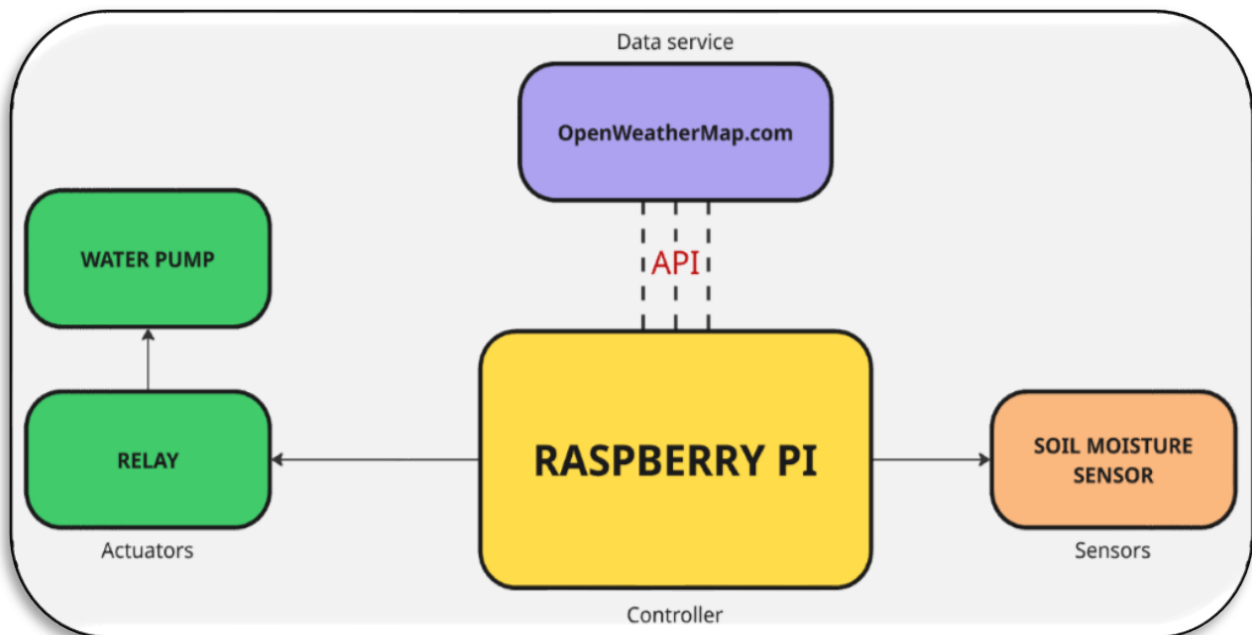 Data service
OpenWeatherMap.com
WATER PUMP
API
RASPBERRY PI
RELAY
SOIL MOISTURE
SENSOR
Actuators
Sensors
Controller